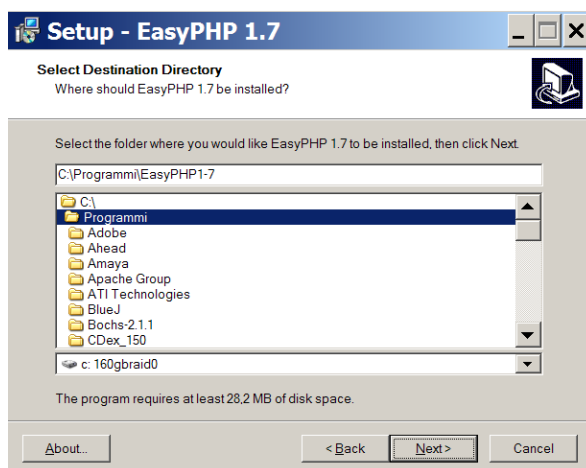 Setup - EasyPHP 1.7
Select Destination Directory
Where should EasyPHP 1.7 be installed?
Select the folder where you would like EasyPHP 1.7 to be installed, then click Next.
C:\Programmi\EasyPHP1-7
C:\
Programmi
Adobe
Ahead
Amaya
Apache Group
ATI Technologies
BlueJ
Bochs-2.1.1
CDex_150
c: 160gbraid0
The program requires at least 28,2 MB of disk space.
About... < Back Next > Cancel